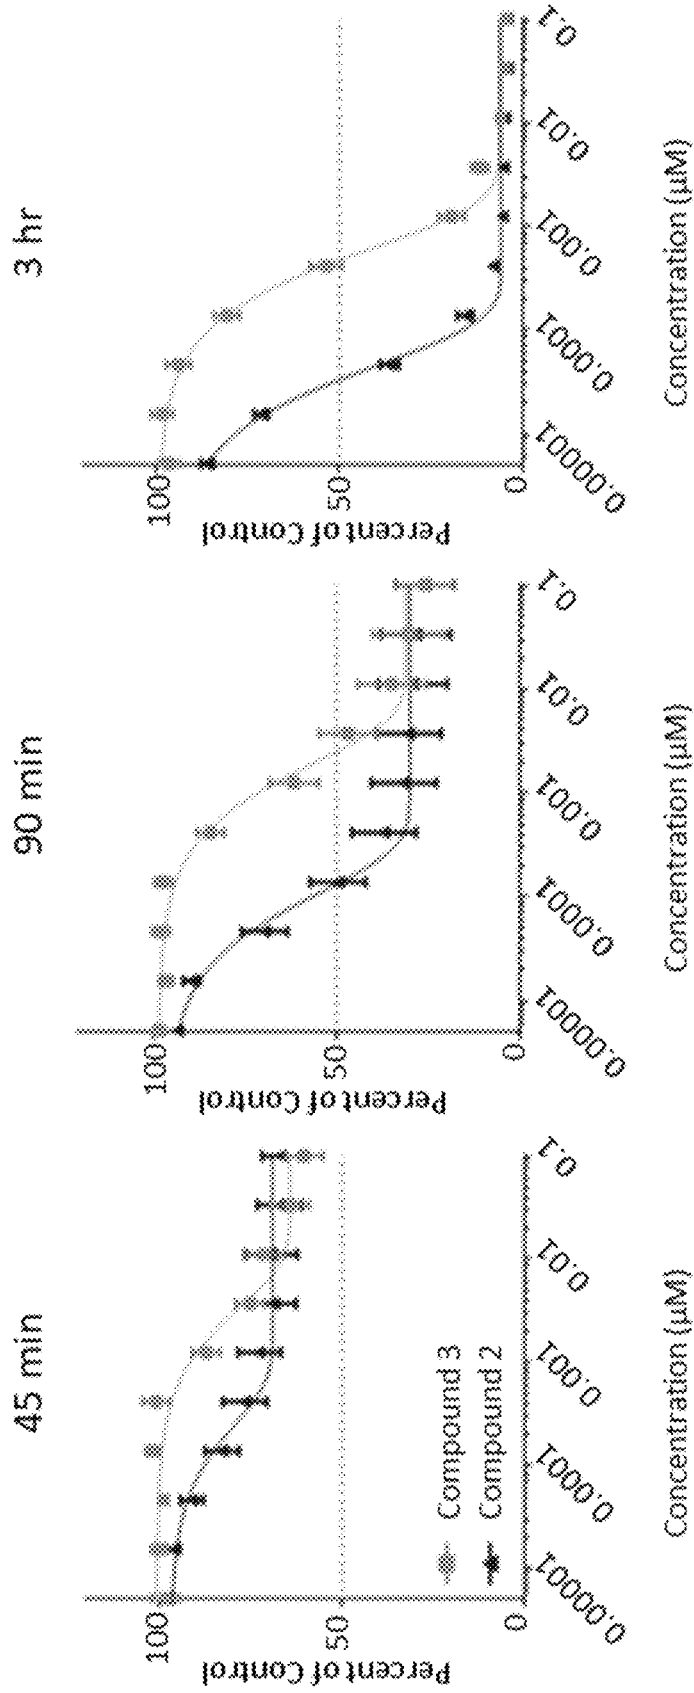 45 min
Percent of Control
100
50
0
Compound 3
Compound 2
0.00001
0.0001
0.001
0.01
0.1
Concentration (µM)
90 min
Percent of Control
100
50
0
0.00001
0.0001
0.001
0.01
0.1
Concentration (µM)
3 hr
Percent of Control
100
50
0
0.00001
0.0001
0.001
0.01
0.1
Concentration (µM)